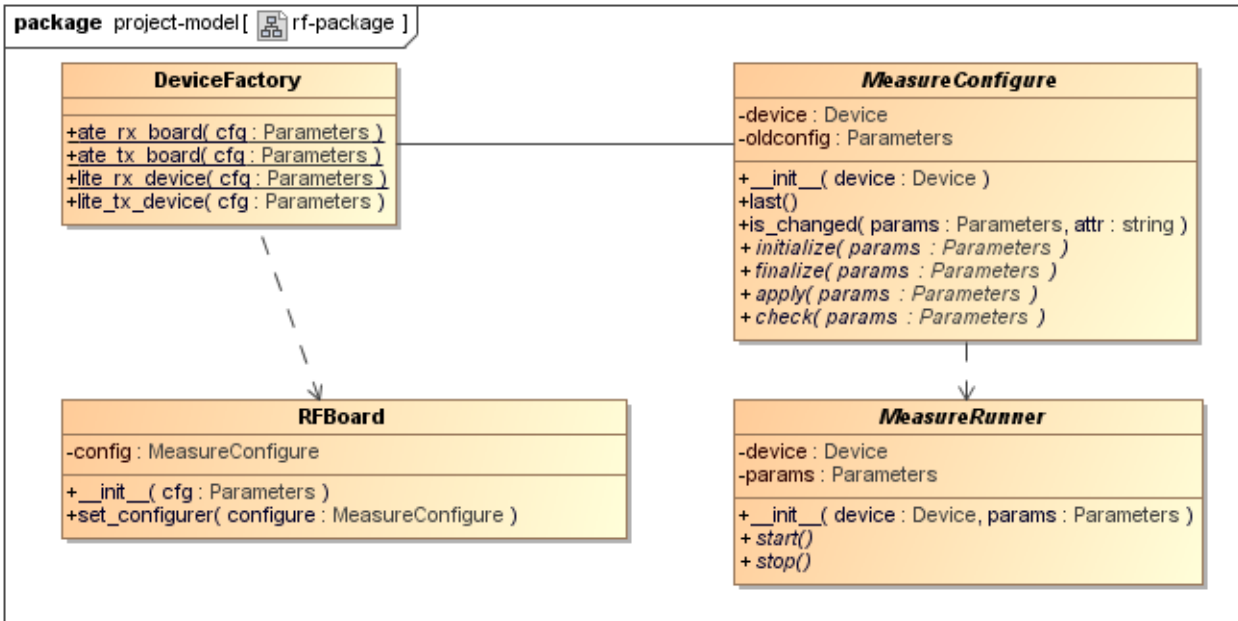 package project-model[ rf-package ]
DeviceFactory
+ate_rx_board( cfg : Parameters )
+ate_tx_board( cfg : Parameters )
+lite_rx_device( cfg : Parameters )
+lite_tx_device( cfg : Parameters )
MeasureConfigure
-device : Device
-oldconfig : Parameters
+__init__( device : Device )
+last()
+is_changed( params : Parameters, attr : string )
+ initialize( params : Parameters )
+ finalize( params : Parameters )
+ apply( params : Parameters )
+ check( params : Parameters )
RFBoard
-config : MeasureConfigure
+__init__( cfg : Parameters )
+set_configurer( configure : MeasureConfigure )
MeasureRunner
-device : Device
-params : Parameters
+__init__( device : Device, params : Parameters )
+ start()
+ stop()